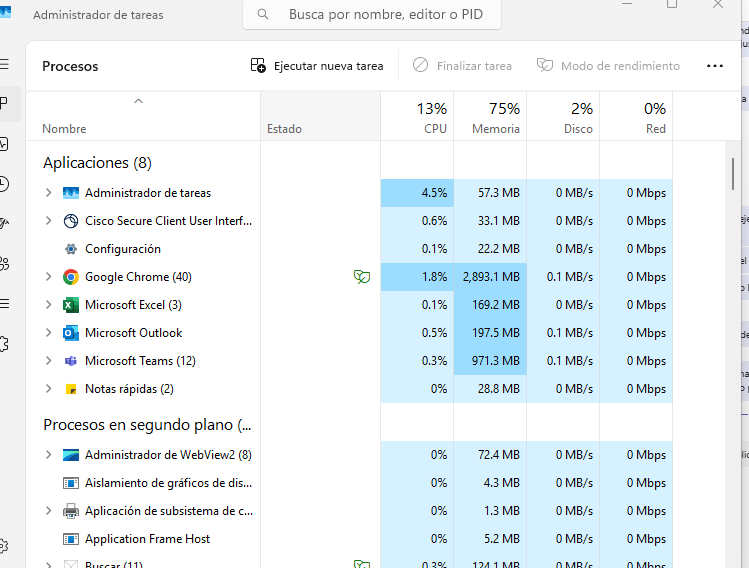 Administrador de tareas
Busca por nombre, editor o PID
Procesos
Ejecutar nueva tarea
Finalizar tarea
Modo de rendimiento
13% 75% 2% 0%
Nombre Estado CPU Memoria Disco Red
Aplicaciones (8)
Administrador de tareas 4.5% 57.3 MB 0 MB/s 0 Mbps
Cisco Secure Client User Interf... 0.6% 33.1 MB 0 MB/s 0 Mbps
Configuración 0.1% 22.2 MB 0 MB/s 0 Mbps
Google Chrome (40) 1.8% 2,893.1 MB 0.1 MB/s 0 Mbps
Microsoft Excel (3) 0.1% 169.2 MB 0 MB/s 0 Mbps
Microsoft Outlook 0.5% 197.5 MB 0.1 MB/s 0 Mbps
Microsoft Teams (12) 0.3% 971.3 MB 0.1 MB/s 0 Mbps
Notas rápidas (2) 0% 28.8 MB 0 MB/s 0 Mbps
Procesos en segundo plano (...
Administrador de WebView2 (8) 0% 72.4 MB 0 MB/s 0 Mbps
Aislamiento de gráficos de dis... 0% 4.3 MB 0 MB/s 0 Mbps
Aplicación de subsistema de c... 0% 1.3 MB 0 MB/s 0 Mbps
Application Frame Host 0% 5.2 MB 0 MB/s 0 Mbps
Buscar (11) 0.3% 124.1 MB 0 MB/s 0 Mbps